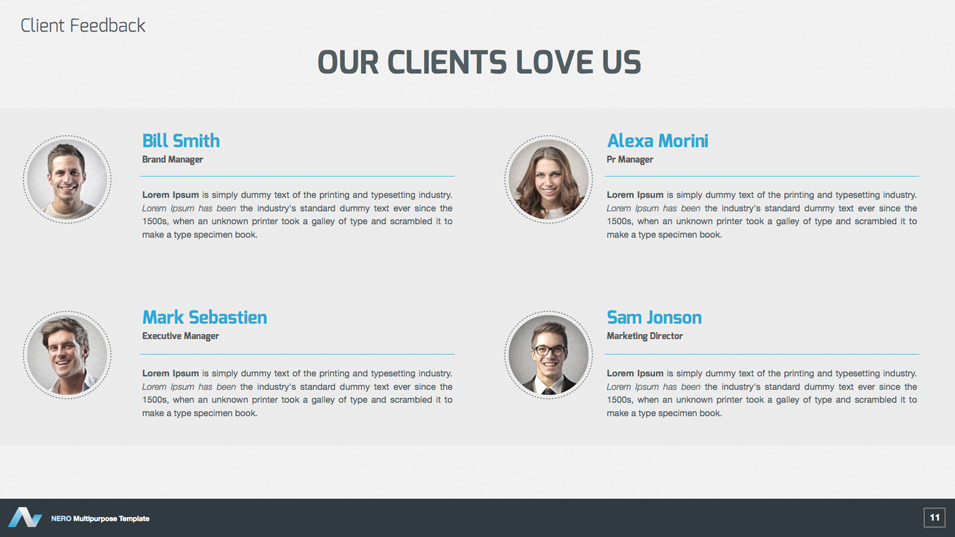 Client Feedback
OUR CLIENTS LOVE US
Bill Smith
Brand Manager
Lorem Ipsum is simply dummy text of the printing and typesetting industry.
Lorem Ipsum has been the industry's standard dummy text ever since the
1500s, when an unknown printer took a galley of type and scrambled it to
make a type specimen book.
Alexa Morini
Pr Manager
Lorem Ipsum is simply dummy text of the printing and typesetting industry.
Lorem Ipsum has been the industry's standard dummy text ever since the
1500s, when an unknown printer took a galley of type and scrambled it to
make a type specimen book.
Mark Sebastien
Executive Manager
Lorem Ipsum is simply dummy text of the printing and typesetting industry.
Lorem Ipsum has been the industry's standard dummy text ever since the
1500s, when an unknown printer took a galley of type and scrambled it to
make a type specimen book.
Sam Jonson
Marketing Director
Lorem Ipsum is simply dummy text of the printing and typesetting industry.
Lorem Ipsum has been the industry's standard dummy text ever since the
1500s, when an unknown printer took a galley of type and scrambled it to
make a type specimen book.
NERO Multipurpose Template
11